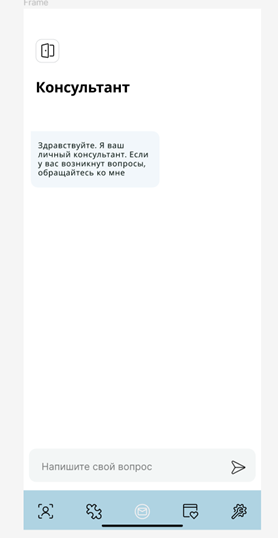 Frame
Консультант
Здравствуйте. Я ваш
личный консультант. Если
у вас возникнут вопросы,
обращайтесь ко мне
Напишите свой вопрос